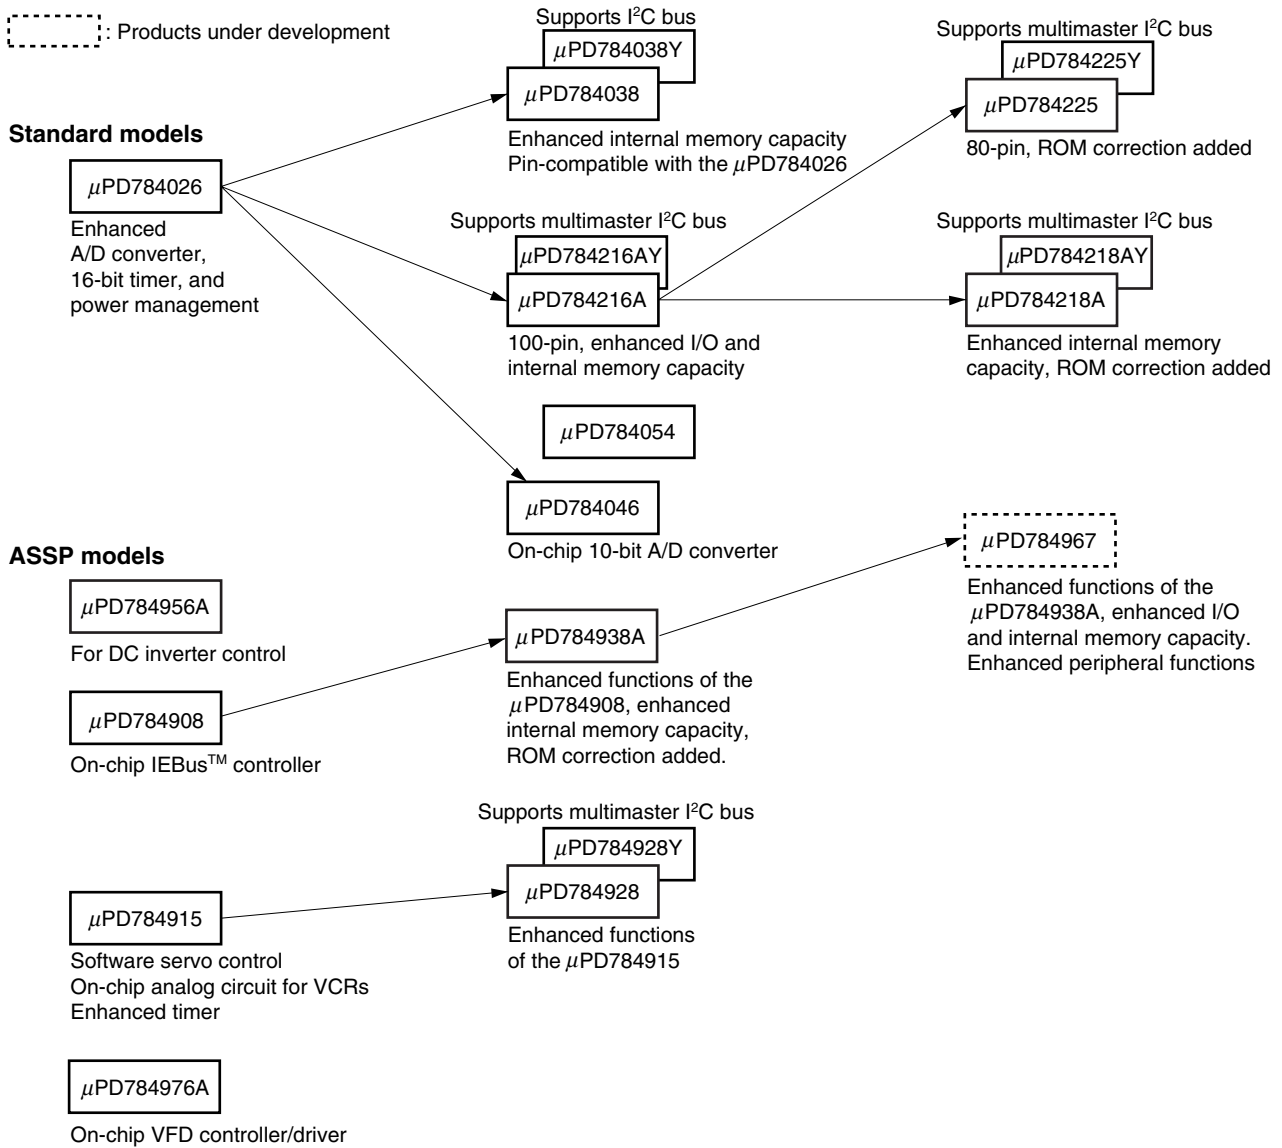 : Products under development
Supports I²C bus
μPD784038Y
μPD784038
Enhanced internal memory capacity
Pin-compatible with the μPD784026
Supports multimaster I²C bus
μPD784225Y
μPD784225
80-pin, ROM correction added
Standard models
μPD784026
Enhanced
A/D converter,
16-bit timer, and
power management
Supports multimaster I²C bus
μPD784216AY
μPD784216A
100-pin, enhanced I/O and
internal memory capacity
Supports multimaster I²C bus
μPD784218AY
μPD784218A
Enhanced internal memory
capacity, ROM correction added
μPD784054
μPD784046
On-chip 10-bit A/D converter
ASSP models
μPD784956A
For DC inverter control
μPD784908
On-chip IEBus™ controller
μPD784938A
Enhanced functions of the
μPD784908, enhanced
internal memory capacity,
ROM correction added.
μPD784967
Enhanced functions of the
μPD784938A, enhanced I/O
and internal memory capacity.
Enhanced peripheral functions
Supports multimaster I²C bus
μPD784928Y
μPD784928
Enhanced functions
of the μPD784915
μPD784915
Software servo control
On-chip analog circuit for VCRs
Enhanced timer
μPD784976A
On-chip VFD controller/driver